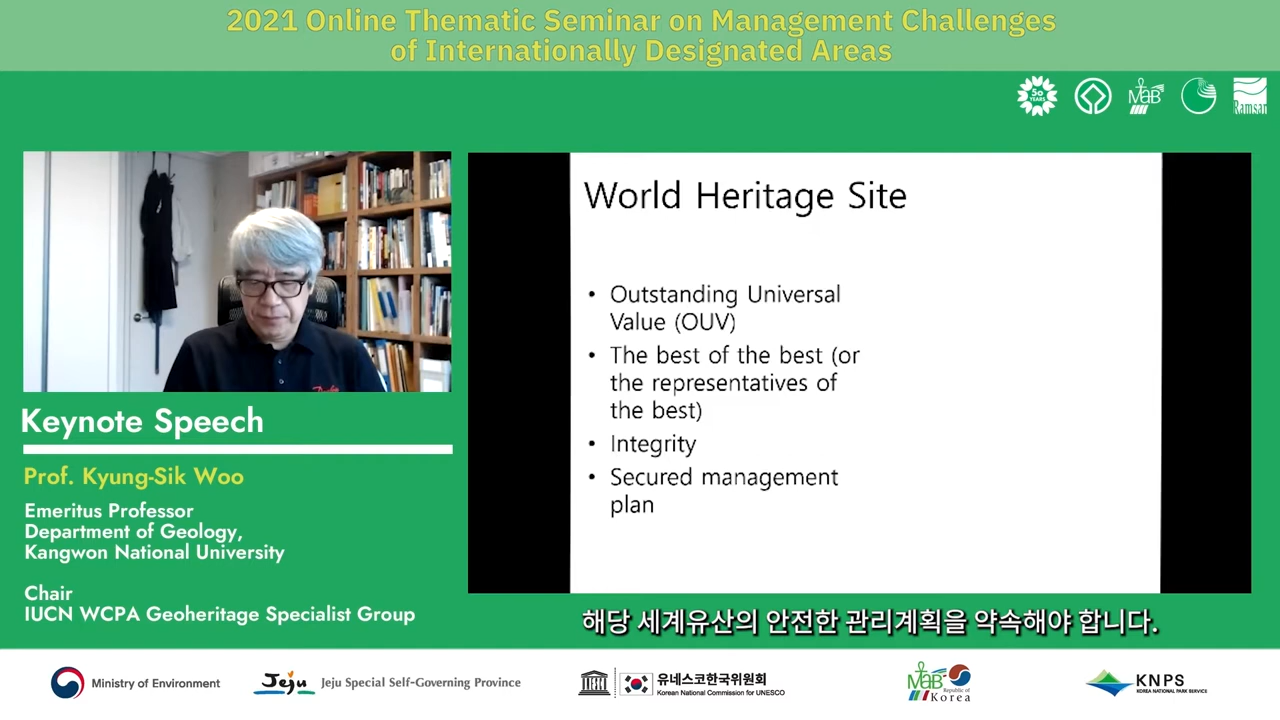 2021 Online Thematic Seminar on Management Challenges
of Internationally Designated Areas
50
YEARS
MaB
Ramsar
World Heritage Site
• Outstanding Universal
Value (OUV)
• The best of the best (or
the representatives of
the best)
• Integrity
• Secured management
plan
Keynote Speech
Prof. Kyung-Sik Woo
Emeritus Professor
Department of Geology,
Kangwon National University
Chair
IUCN WCPA Geoheritage Specialist Group
해당 세계유산의 안전한 관리계획을 약속해야 합니다.
Ministry of Environment
Jeju
Jeju Special Self-Governing Province
유네스코한국위원회
Korean National Commission for UNESCO
MaB
Republic of
Korea
KNPS
KOREA NATIONAL PARK SERVICE